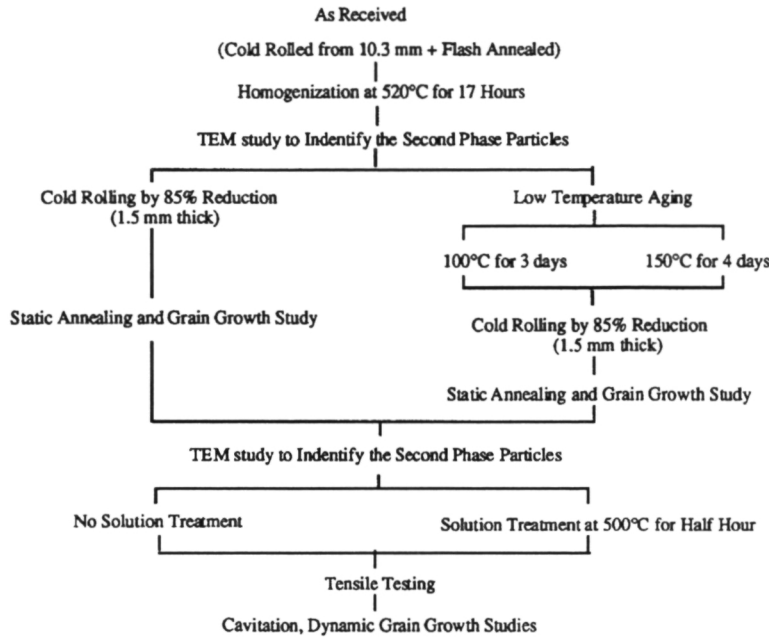 As Received
(Cold Rolled from 10.3 mm + Flash Annealed)
Homogenization at 520°C for 17 Hours
TEM study to Indentify the Second Phase Particles
Cold Rolling by 85% Reduction
(1.5 mm thick)
Low Temperature Aging
100°C for 3 days
150°C for 4 days
Static Annealing and Grain Growth Study
Cold Rolling by 85% Reduction
(1.5 mm thick)
Static Annealing and Grain Growth Study
TEM study to Indentify the Second Phase Particles
No Solution Treatment
Solution Treatment at 500°C for Half Hour
Tensile Testing
Cavitation, Dynamic Grain Growth Studies